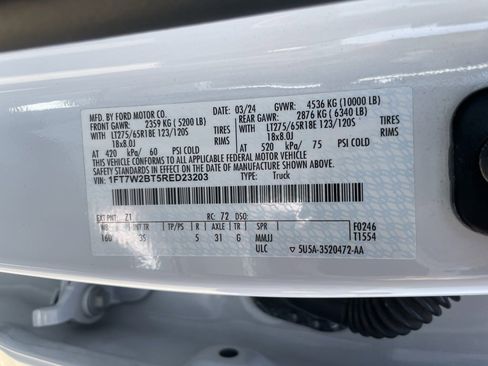 MFD. BY FORD MOTOR CO.
DATE: 03/24 GVWR: 4536 KG (10000 LB)
FRONT GAWR: 2359 KG ( 5200 LB) REAR GAWR: 2876 KG ( 6340 LB)
WITH LT275/65R18E 123/120S TIRES WITH LT275/65R18E 123/120S TIRES
18x8.0J RIMS 18x8.0J RIMS
AT 420 kPa/ 60 PSI COLD AT 520 kPa/ 75 PSI COLD
THIS VEHICLE CONFORMS TO ALL APPLICABLE FEDERAL MOTOR VEHICLE
SAFETY STANDARDS IN EFFECT ON THE DATE OF MANUFACTURE SHOWN ABOVE.
VIN: 1FT7W2BT5RED23203 TYPE: Truck
EXT PNT: Z1 RC: 72 DSO:
WB TP/PS R AXLE TR SPR F0246
160 3S 5 31 G MMJJ T1554
ULC 5U5A-3520472-AA